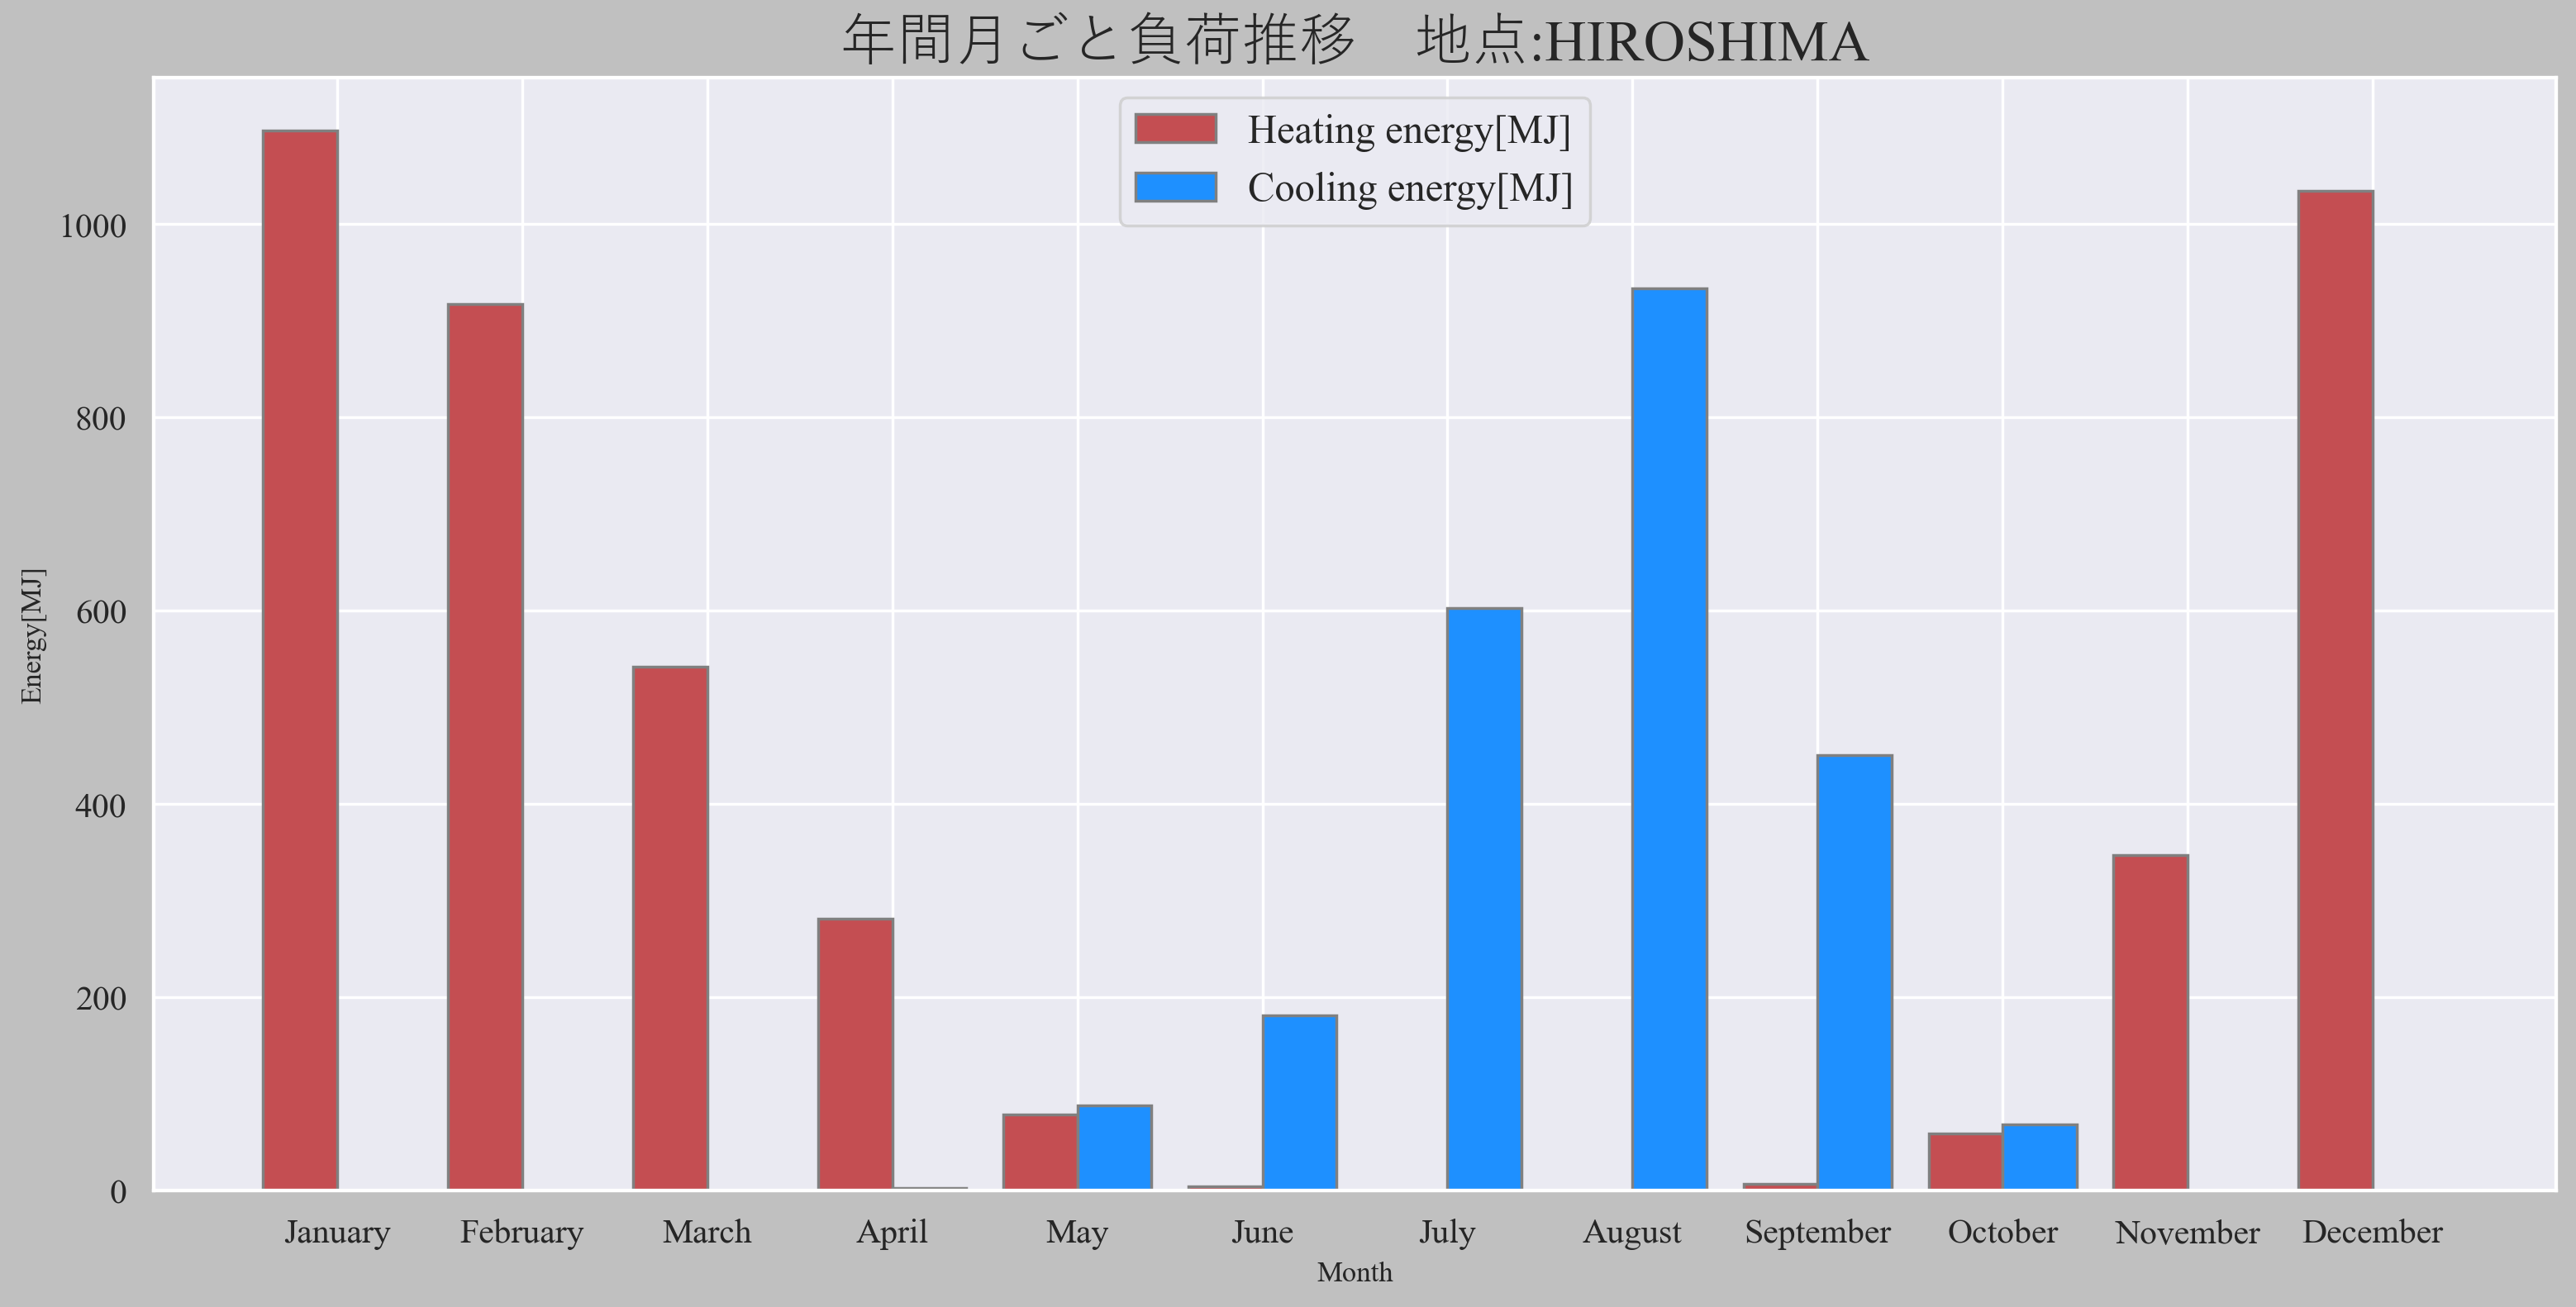 年間月ごと負荷推移　地点:HIROSHIMA
Heating energy[MJ]
Cooling energy[MJ]
Energy[MJ]
1000
800
600
400
200
0
January February March April May June July August September October November December
Month